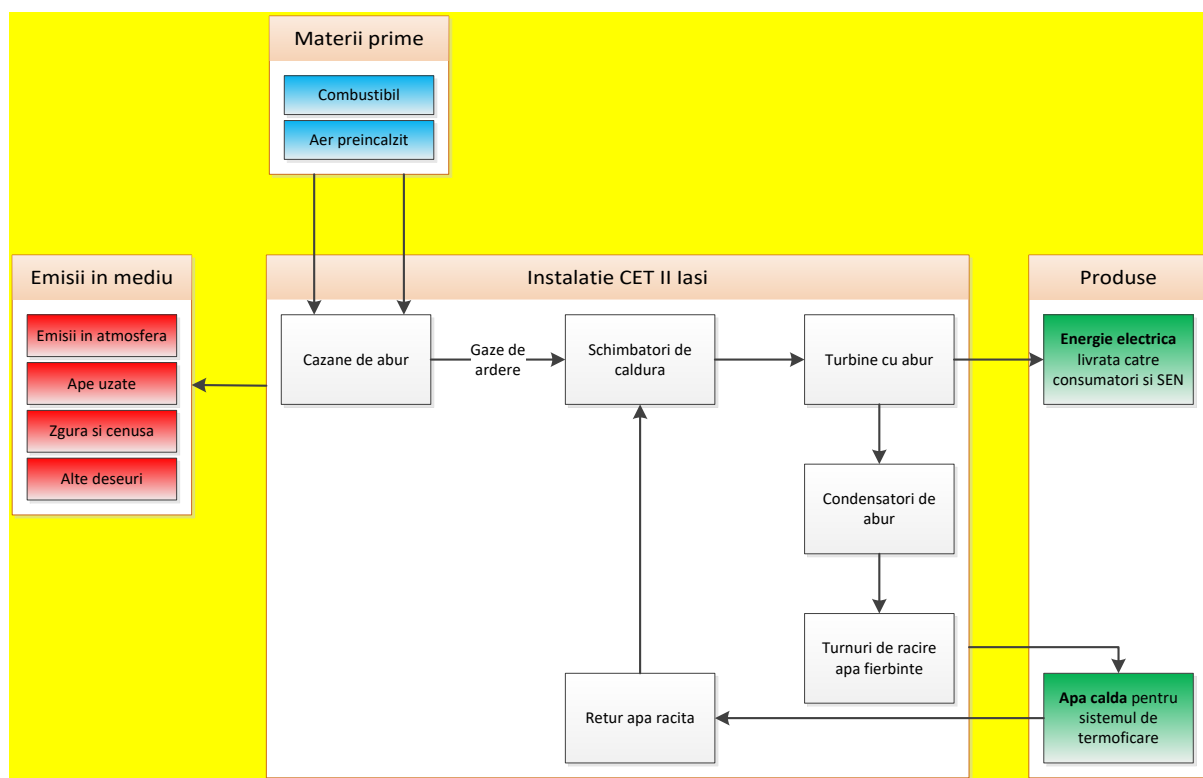 Materii prime
Combustibil
Aer preincalzit
Emisii in mediu
Emisii in atmosfera
Ape uzate
Zgura si cenusa
Alte deseuri
Instalatie CET II Iasi
Cazane de abur
Gaze de
ardere
Schimbatori de
caldura
Turbine cu abur
Condensatori de
abur
Turnuri de racire
apa fierbinte
Retur apa racita
Produse
Energie electrica
livrata catre
consumatori si SEN
Apa calda pentru
sistemul de
termoficare